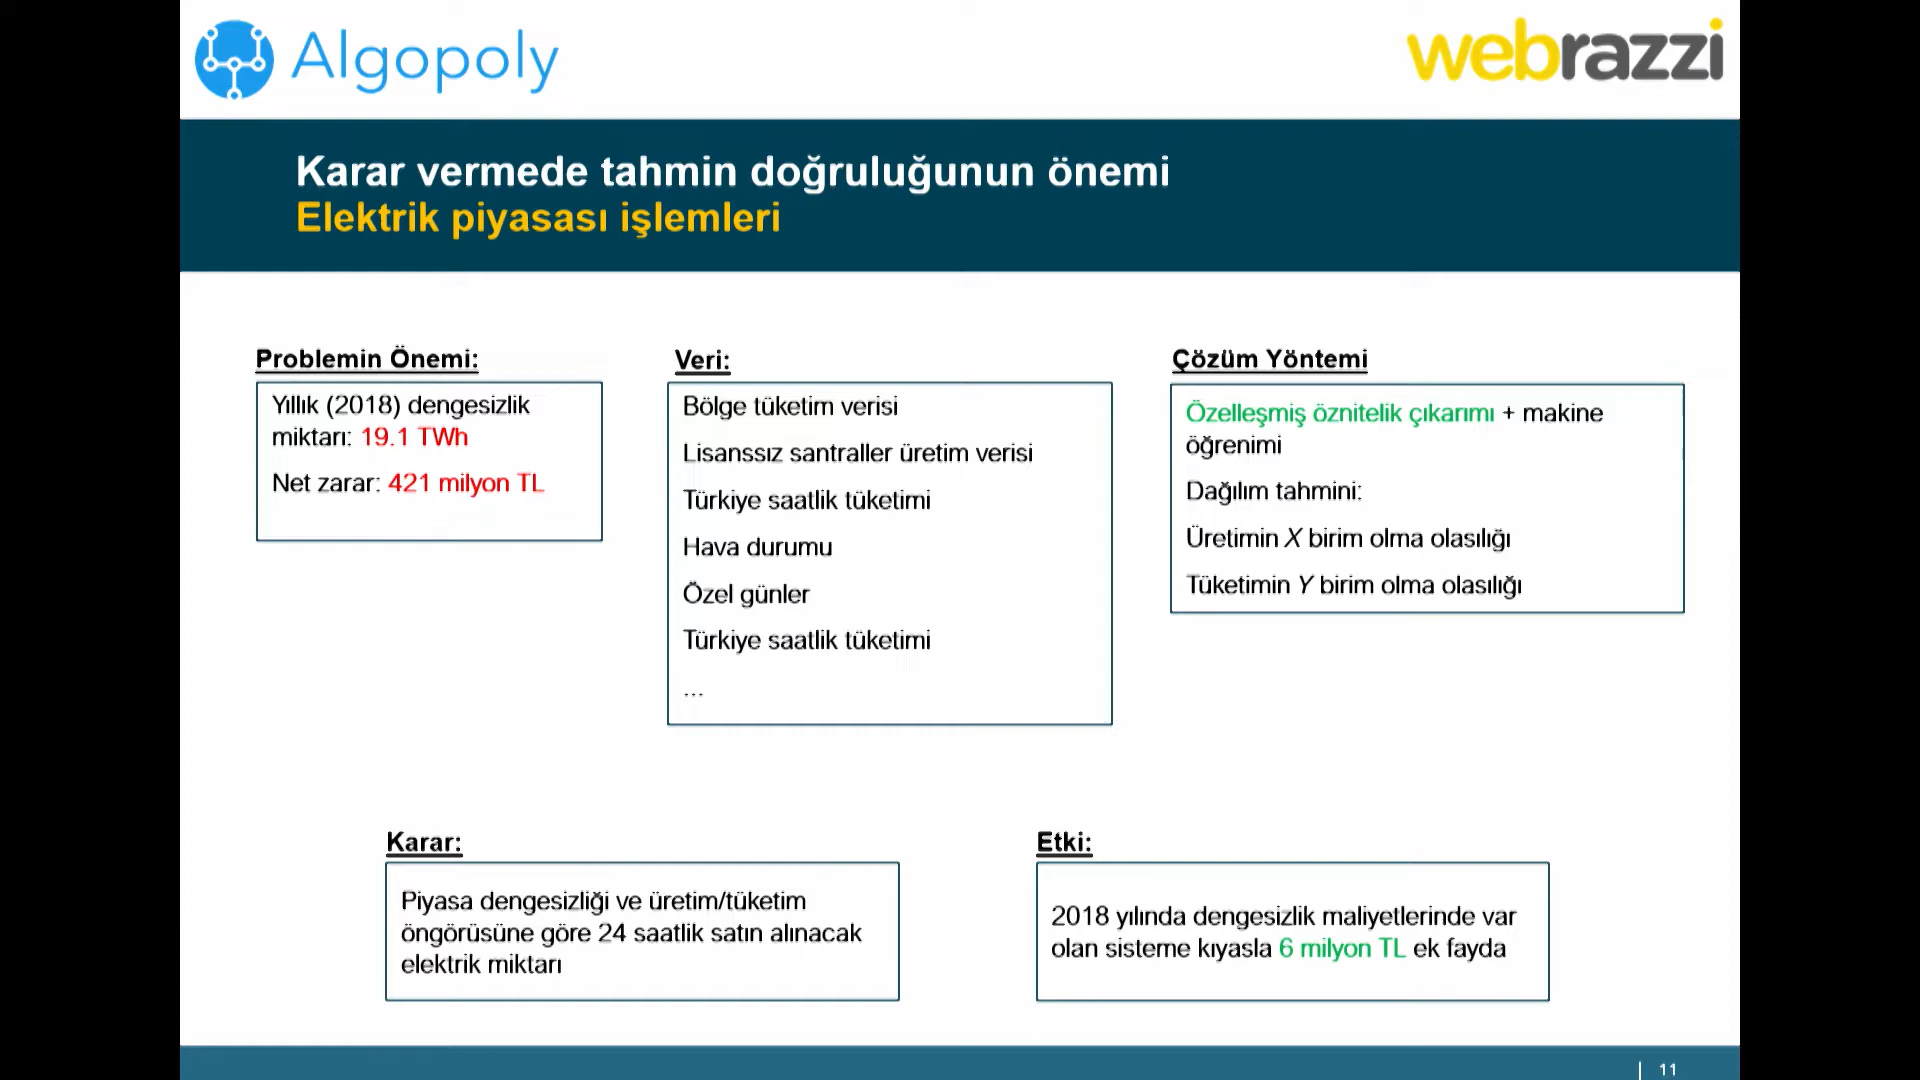 Algopoly
webrazzi
Karar vermede tahmin doğruluğunun önemi
Elektrik piyasası işlemleri
Problemin Önemi:
Yıllık (2018) dengesizlik
miktarı: 19.1 TWh
Net zarar: 421 milyon TL
Veri:
Bölge tüketim verisi
Lisanssız santraller üretim verisi
Türkiye saatlik tüketimi
Hava durumu
Özel günler
Türkiye saatlik tüketimi
...
Çözüm Yöntemi
Özelleşmiş öznitelik çıkarımı + makine
öğrenimi
Dağılım tahmini:
Üretimin X birim olma olasılığı
Tüketimin Y birim olma olasılığı
Karar:
Piyasa dengesizliği ve üretim/tüketim
öngörüsüne göre 24 saatlik satın alınacak
elektrik miktarı
Etki:
2018 yılında dengesizlik maliyetlerinde var
olan sisteme kıyasla 6 milyon TL ek fayda
| 11